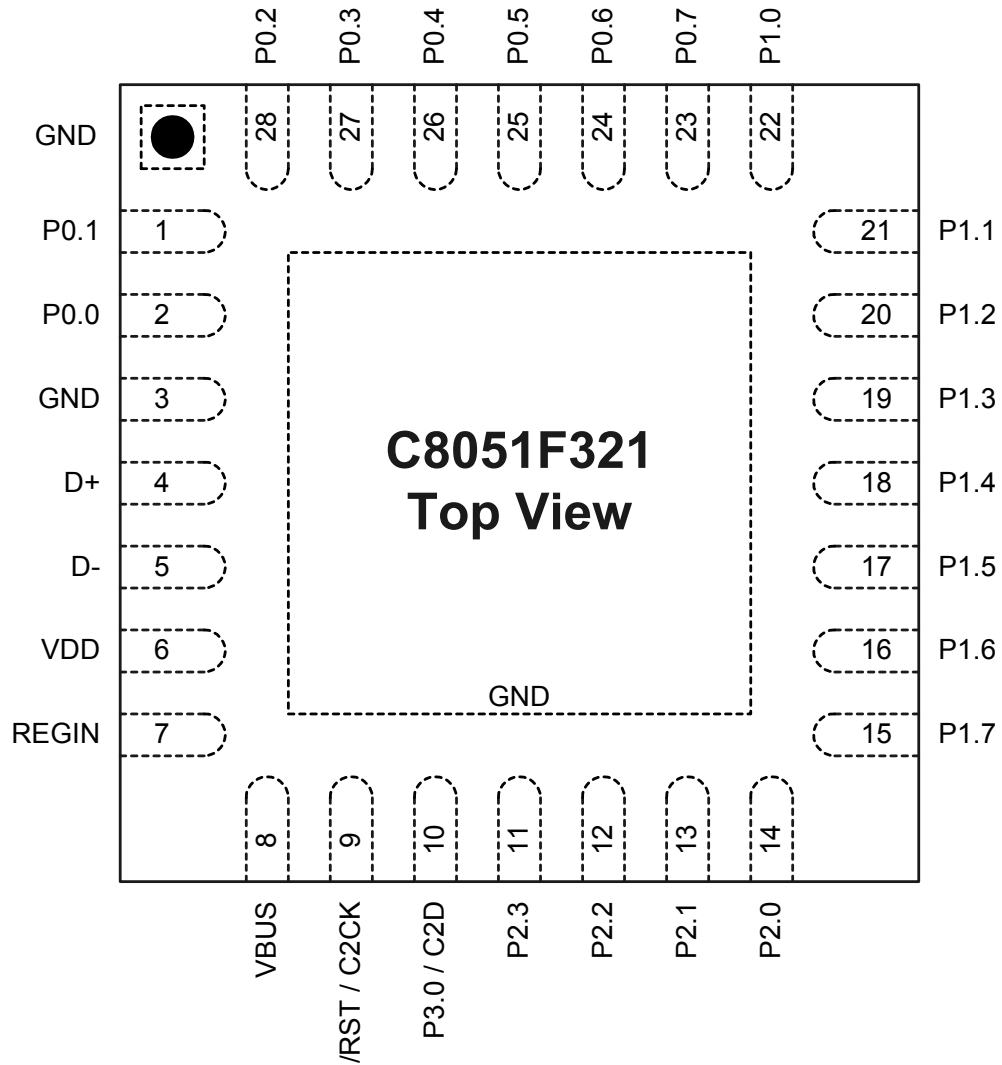 P0.2 P0.3 P0.4 P0.5 P0.6 P0.7 P1.0
28 27 26 25 24 23 22
GND
P0.1 1 21 P1.1
P0.0 2 20 P1.2
GND 3 19 P1.3
C8051F321
D+ 4 18 P1.4
Top View
D- 5 17 P1.5
VDD 6 16 P1.6
GND
REGIN 7 15 P1.7
8 9 10 11 12 13 14
VBUS /RST / C2CK P3.0 / C2D P2.3 P2.2 P2.1 P2.0